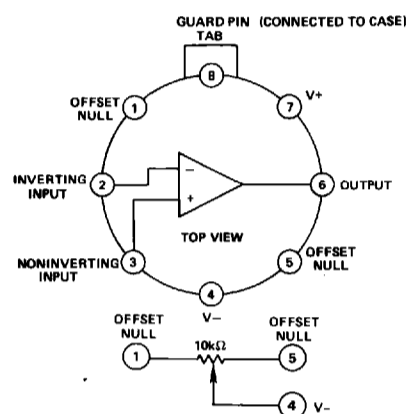 GUARD PIN (CONNECTED TO CASE)
TAB
8
OFFSET
NULL
1
7
V+
INVERTING
INPUT
2
−
+
6
OUTPUT
TOP VIEW
NONINVERTING
INPUT
3
5
OFFSET
NULL
4
V−
OFFSET
NULL
10kΩ
OFFSET
NULL
1
5
4
V−